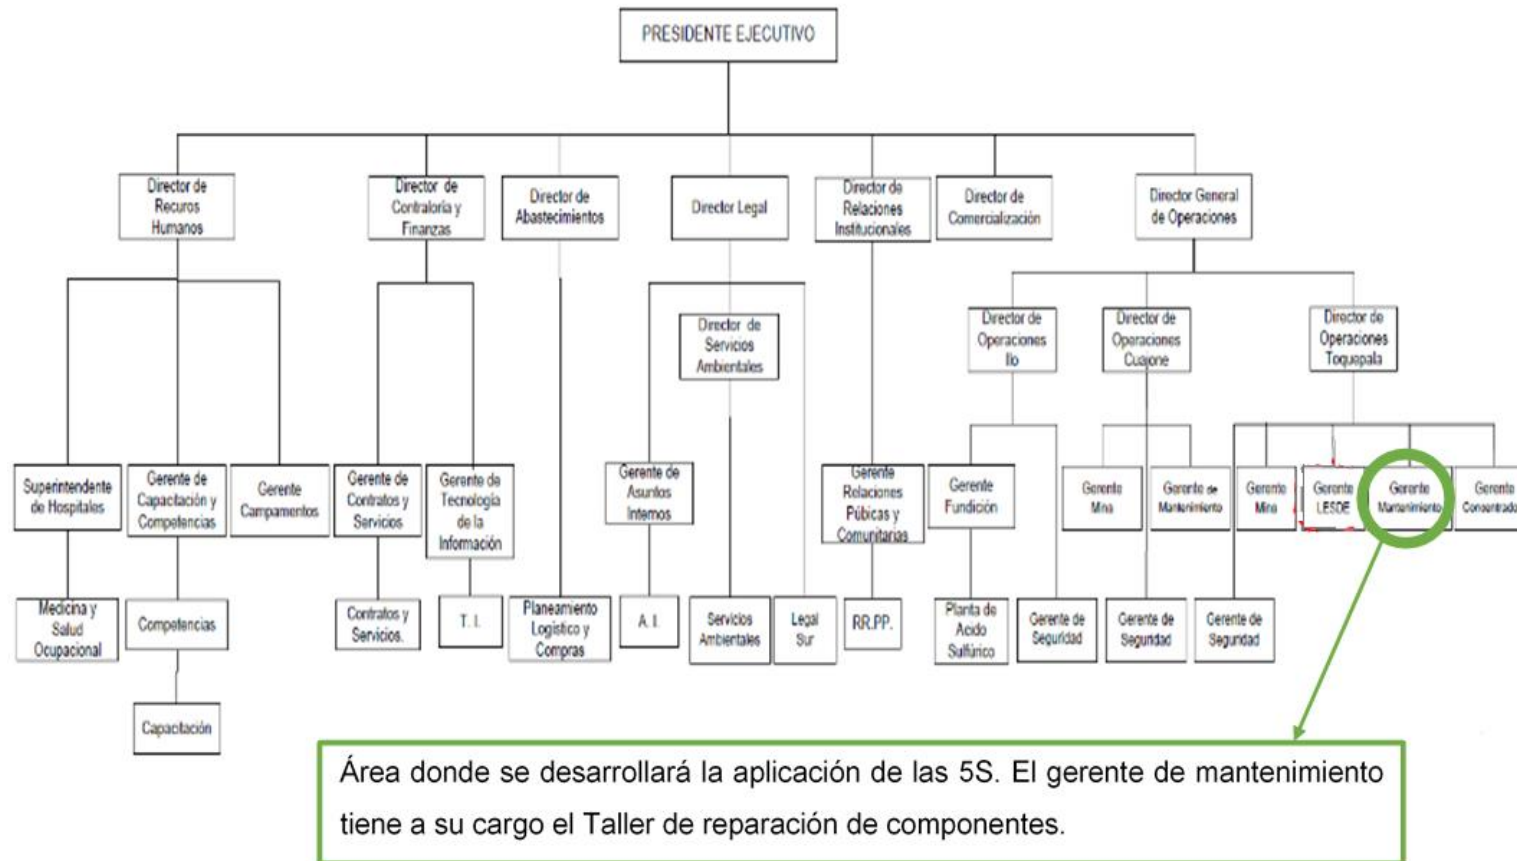 PRESIDENTE EJECUTIVO
Director de
Recuros
Humanos
Director de
Contraloría y
Finanzas
Director de
Abastecimientos
Director Legal
Director de
Relaciones
Institucionales
Director de
Comercialización
Director General
de Operaciones
Director de
Servicios
Ambientales
Director de
Operaciones
Ilo
Director de
Operaciones
Cuajone
Director de
Operaciones
Toquepala
Superintendente
de Hospitales
Gerente de
Capacitación y
Competencias
Gerente
Campamentos
Gerente de
Contratos y
Servicios
Gerente de
Tecnología
de la
Información
Gerente de
Asuntos
Internos
Gerente
Relaciones
Púbicas y
Comunitarias
Gerente
Fundición
Gerente
Mina
Gerente de
Mantenimiento
Gerente
Mina
Gerente
LESDE
Gerente
Mantenimiento
Gerente
Concentrado
Medicina y
Salud
Ocupacional
Competencias
Contratos y
Servicios.
T. I.
Planeamiento
Logístico y
Compras
A. I.
Servicios
Ambientales
Legal
Sur
RR.PP.
Planta de
Acido
Sulfúrico
Gerente de
Seguridad
Gerente de
Seguridad
Gerente de
Seguridad
Capacitación
Área donde se desarrollará la aplicación de las 5S. El gerente de mantenimiento
tiene a su cargo el Taller de reparación de componentes.